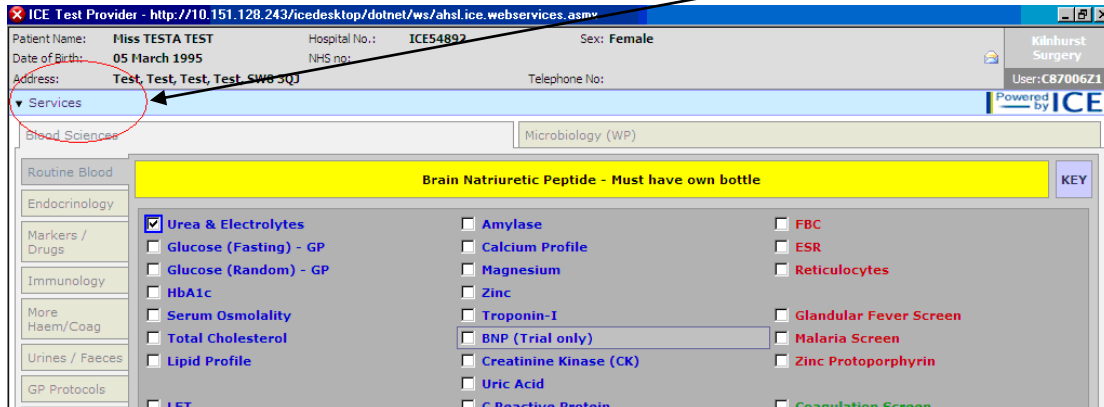 ICE Test Provider - http://10.151.128.243/icedesktop/dotnet/ws/ahsl.ice.webservices.asmx
Patient Name: Miss TESTA TEST Hospital No.: ICE54892 Sex: Female
Kilnhurst
Surgery
Date of Birth: 05 March 1995 NHS no:
Address: Test, Test, Test, Test, SW8 3QJ Telephone No:
User:C87006Z1
Services
Powered by ICE
Blood Sciences Microbiology (WP)
Routine Blood
Endocrinology
Markers /
Drugs
Immunology
More
Haem/Coag
Urines / Faeces
GP Protocols
Brain Natriuretic Peptide - Must have own bottle
KEY
Urea & Electrolytes Amylase FBC
Glucose (Fasting) - GP Calcium Profile ESR
Glucose (Random) - GP Magnesium Reticulocytes
HbA1c Zinc
Serum Osmolality Troponin-I Glandular Fever Screen
Total Cholesterol BNP (Trial only) Malaria Screen
Lipid Profile Creatinine Kinase (CK) Zinc Protoporphyrin
Uric Acid
LFT C Reactive Protein Coagulation Screen